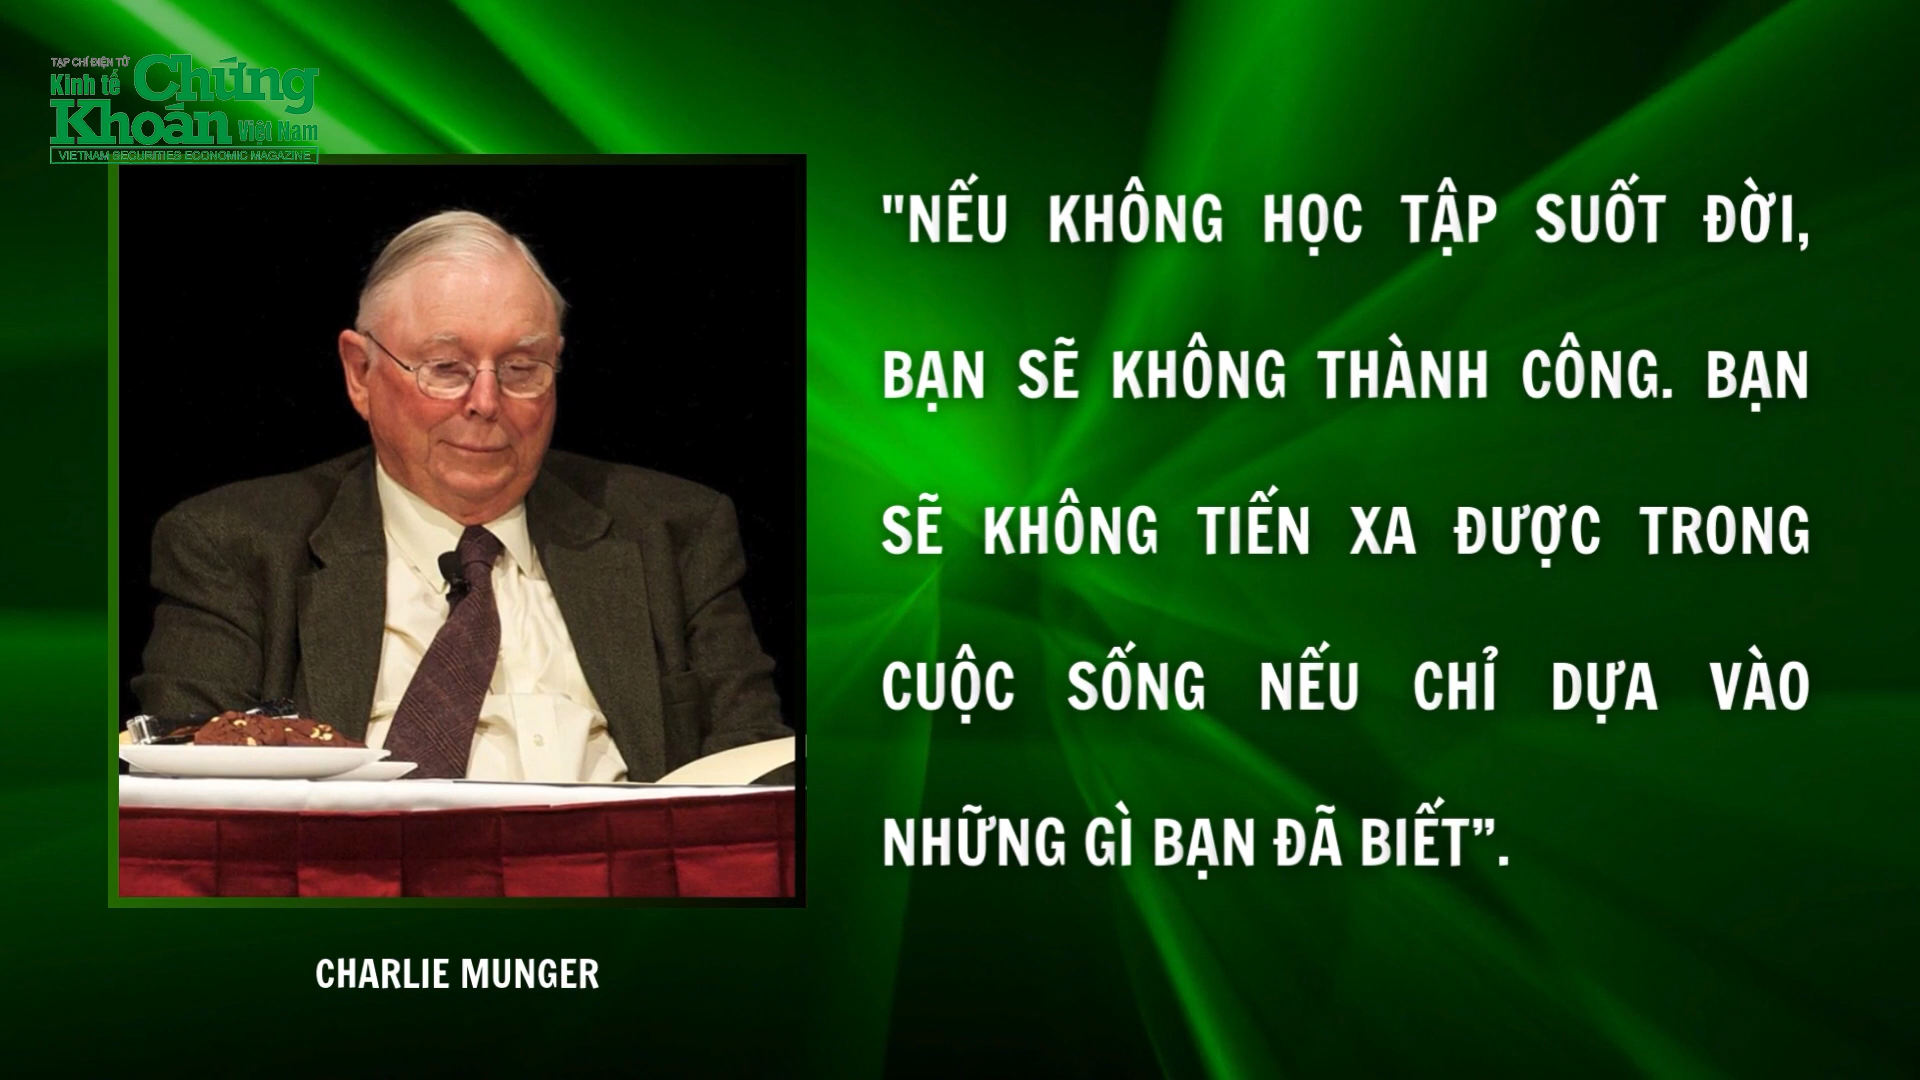 TẠP CHÍ ĐIỆN TỬ
Kinh tế Chứng
Khoán Việt Nam
VIETNAM SECURITIES ECONOMIC MAGAZINE
"NẾU KHÔNG HỌC TẬP SUỐT ĐỜI,
BẠN SẼ KHÔNG THÀNH CÔNG. BẠN
SẼ KHÔNG TIẾN XA ĐƯỢC TRONG
CUỘC SỐNG NẾU CHỈ DỰA VÀO
NHỮNG GÌ BẠN ĐÃ BIẾT”.
CHARLIE MUNGER